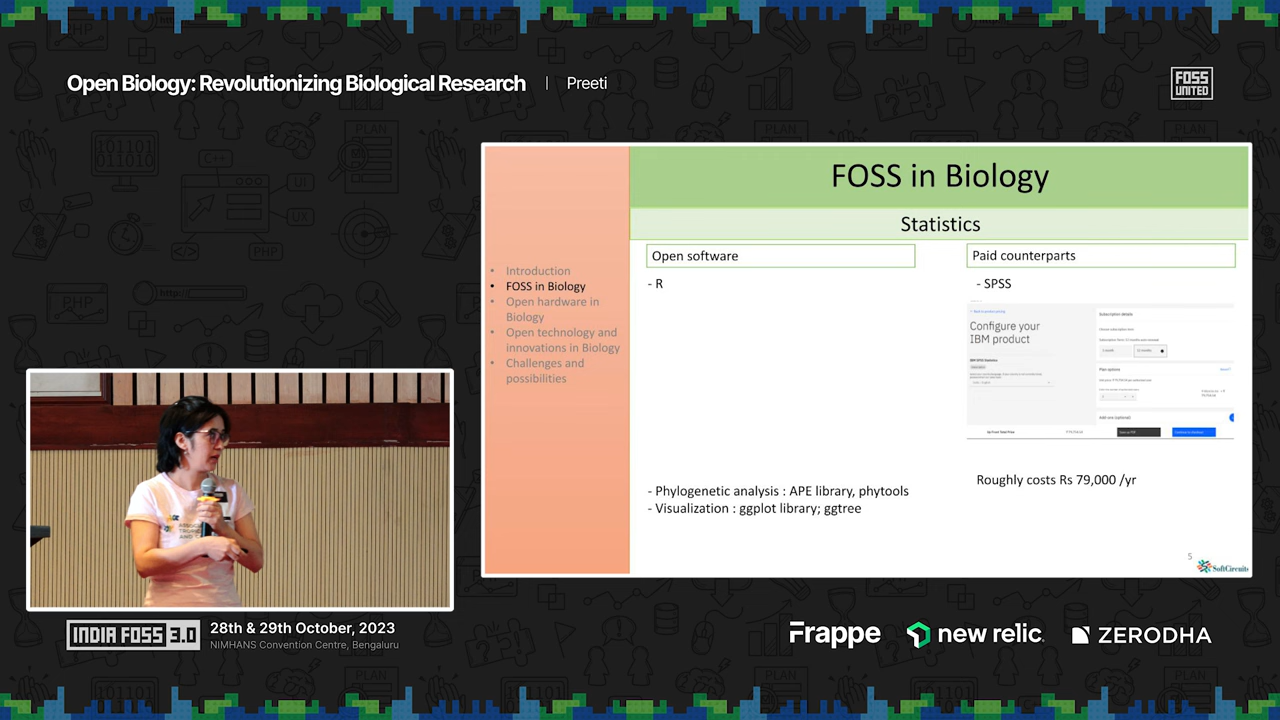 Open Biology: Revolutionizing Biological Research | Preeti
FOSS
UNITED
FOSS in Biology
Statistics
• Introduction
• FOSS in Biology
• Open hardware in
Biology
• Open technology and
innovations in Biology
• Challenges and
possibilities
Open software
- R
- Phylogenetic analysis : APE library, phytools
- Visualization : ggplot library; ggtree
Paid counterparts
- SPSS
Configure your
IBM product
IBM SPSS Statistics
Subscription details
Plan options
Add ons (optional)
Roughly costs Rs 79,000 /yr
5
SoftCircuits
INDIA FOSS 3.0
28th & 29th October, 2023
NIMHANS Convention Centre, Bengaluru
Frappe
new relic
ZERODHA